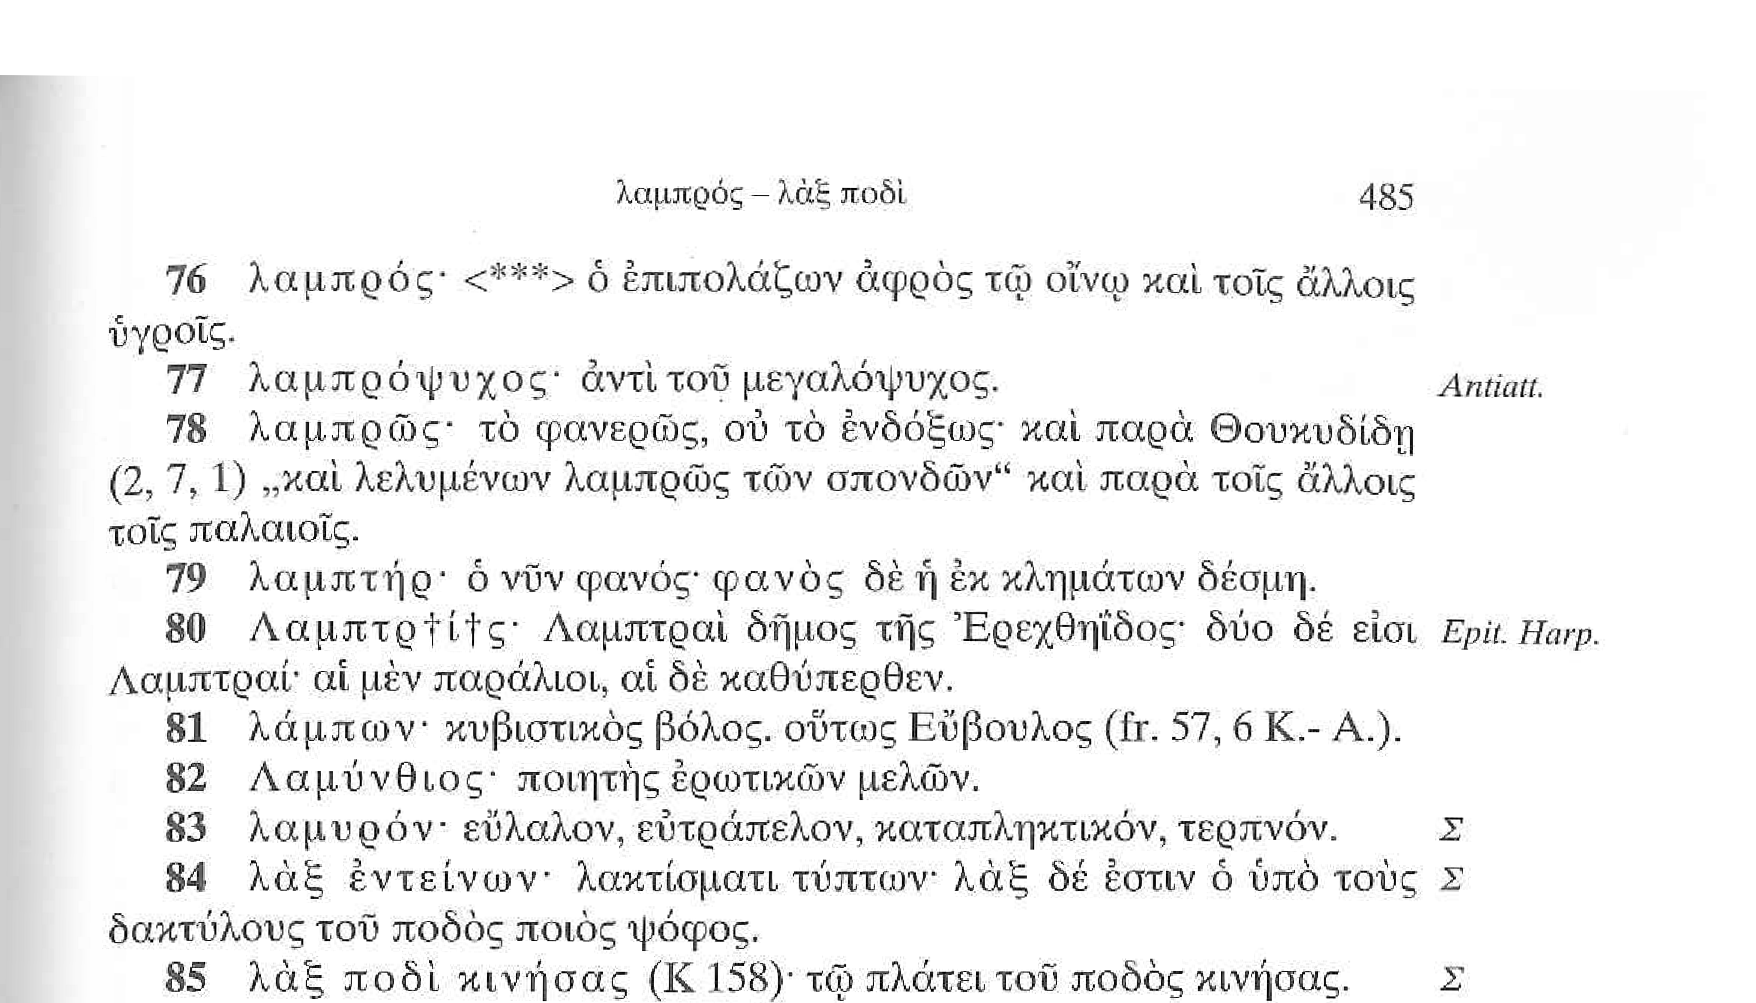 λαμπρός – λὰξ ποδὶ 485
76 λαμπρός· <***> ὁ ἐπιπολάζων ἀφρὸς τῷ οἴνῳ καὶ τοῖς ἄλλοις
ὑγροῖς.
77 λαμπρόψυχος· ἀντὶ τοῦ μεγαλόψυχος. Antiatt.
78 λαμπρῶς· τὸ φανερῶς, οὐ τὸ ἐνδόξως· καὶ παρὰ Θουκυδίδῃ
(2, 7, 1) „καὶ λελυμένων λαμπρῶς τῶν σπονδῶν“ καὶ παρὰ τοῖς ἄλλοις
τοῖς παλαιοῖς.
79 λαμπτήρ· ὁ νῦν φανός· φανὸς δὲ ἡ ἐκ κλημάτων δέσμη.
80 Λαμπτρ†ί†ς· Λαμπτραὶ δῆμος τῆς Ἐρεχθηΐδος· δύο δέ εἰσι Epit. Harp.
Λαμπτραί· αἱ μὲν παράλιοι, αἱ δὲ καθύπερθεν.
81 λάμπων· κυβιστικὸς βόλος. οὕτως Εὔβουλος (fr. 57, 6 K.- A.).
82 Λαμύνθιος· ποιητὴς ἐρωτικῶν μελῶν.
83 λαμυρόν· εὔλαλον, εὐτράπελον, καταπληκτικόν, τερπνόν. Σ
84 λὰξ ἐντείνων· λακτίσματι τύπτων· λὰξ δέ ἐστιν ὁ ὑπὸ τοὺς Σ
δακτύλους τοῦ ποδὸς ποιὸς ψόφος.
85 λὰξ ποδὶ κινήσας (Κ 158)· τῷ πλάτει τοῦ ποδὸς κινήσας. Σ